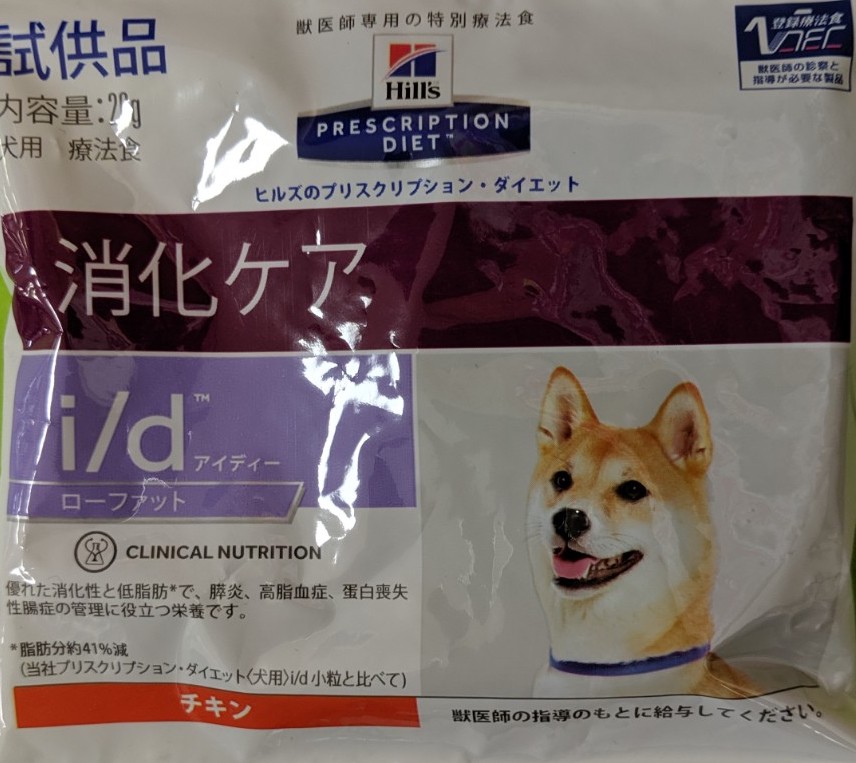 獣医師専用の特別療法食
試供品
内容量:20g
犬用 療法食
Hill's
PRESCRIPTION
DIET™
登録療法食
獣医師の診察と
指導が必要な製品
ヒルズのプリスクリプション・ダイエット
消化ケア
i/d™
アイディー
ローファット
CLINICAL NUTRITION
優れた消化性と低脂肪*で、膵炎、高脂血症、蛋白喪失
性腸症の管理に役立つ栄養です。
*脂肪分約41%減
(当社プリスクリプション・ダイエット〈犬用〉i/d 小粒と比べて)
チキン
獣医師の指導のもとに給与してください。